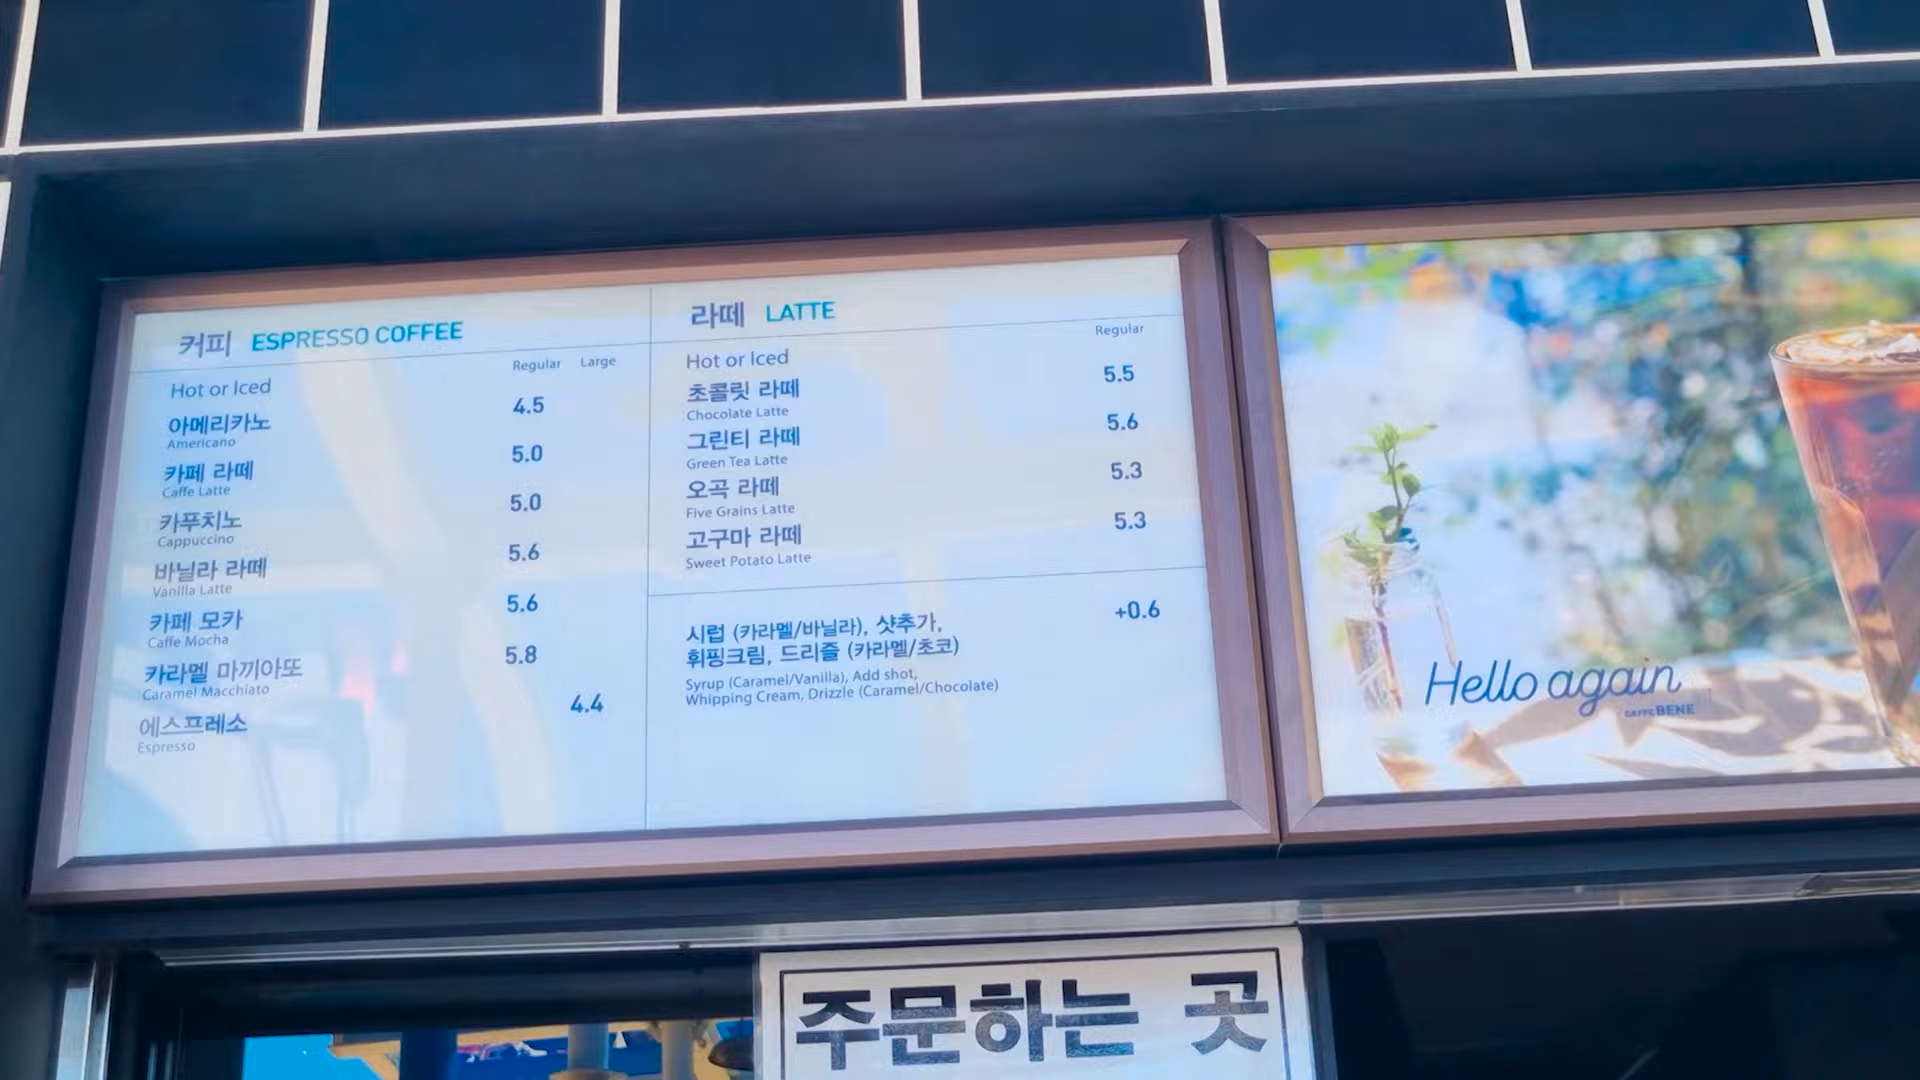 커피 ESPRESSO COFFEE
Regular Large
Hot or Iced
아메리카노 4.5
Americano
카페 라떼 5.0
Caffe Latte
카푸치노 5.0
Cappuccino
바닐라 라떼 5.6
Vanilla Latte
카페 모카 5.6
Caffe Mocha
카라멜 마끼아또 5.8
Caramel Macchiato
에스프레소 4.4
Espresso
라떼 LATTE
Regular
Hot or Iced
초콜릿 라떼 5.5
Chocolate Latte
그린티 라떼 5.6
Green Tea Latte
오곡 라떼 5.3
Five Grains Latte
고구마 라떼 5.3
Sweet Potato Latte
시럽 (카라멜/바닐라), 샷추가, +0.6
휘핑크림, 드리즐 (카라멜/초코)
Syrup (Caramel/Vanilla), Add shot,
Whipping Cream, Drizzle (Caramel/Chocolate)
Hello again
CAFFE BENE
주문하는 곳